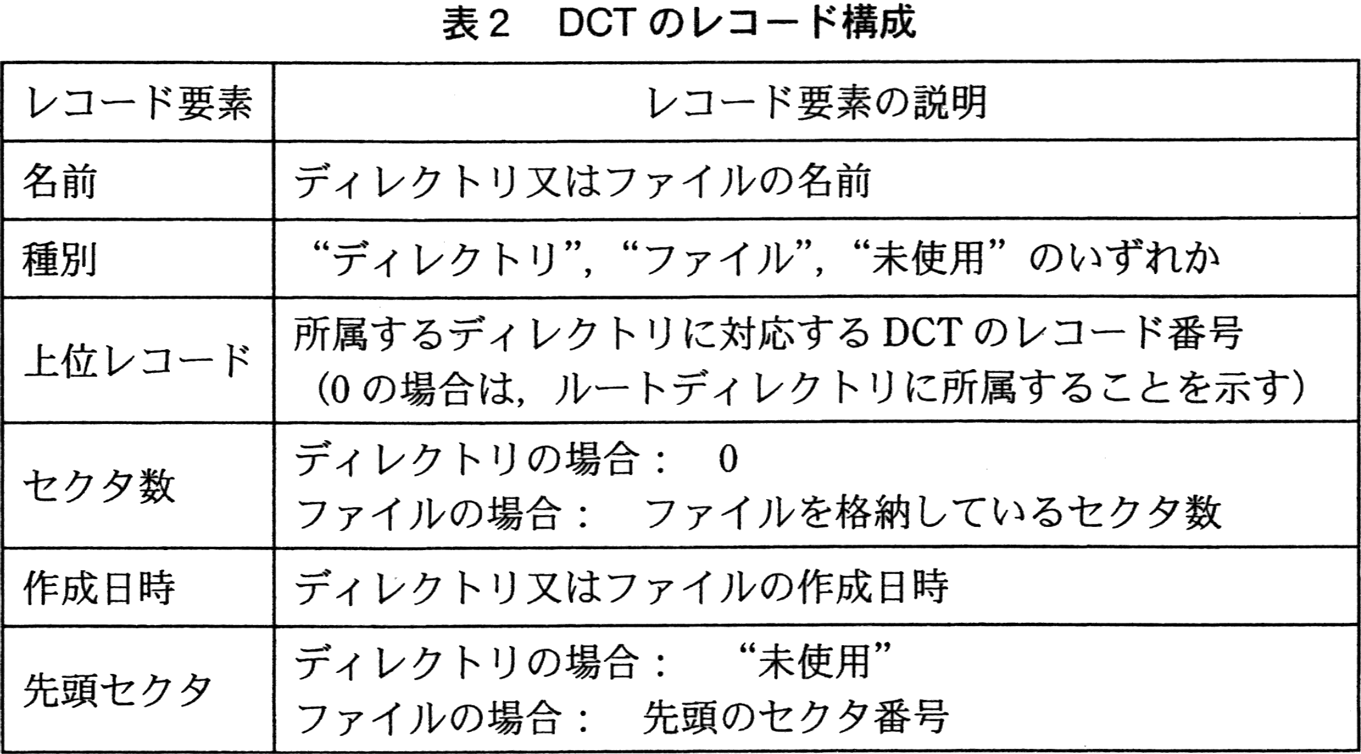 表2 DCTのレコード構成
レコード要素 レコード要素の説明
名前 ディレクトリ又はファイルの名前
種別 “ディレクトリ”，“ファイル”，“未使用”のいずれか
上位レコード 所属するディレクトリに対応するDCTのレコード番号
（0の場合は，ルートディレクトリに所属することを示す）
セクタ数 ディレクトリの場合： 0
ファイルの場合： ファイルを格納しているセクタ数
作成日時 ディレクトリ又はファイルの作成日時
先頭セクタ ディレクトリの場合： “未使用”
ファイルの場合： 先頭のセクタ番号